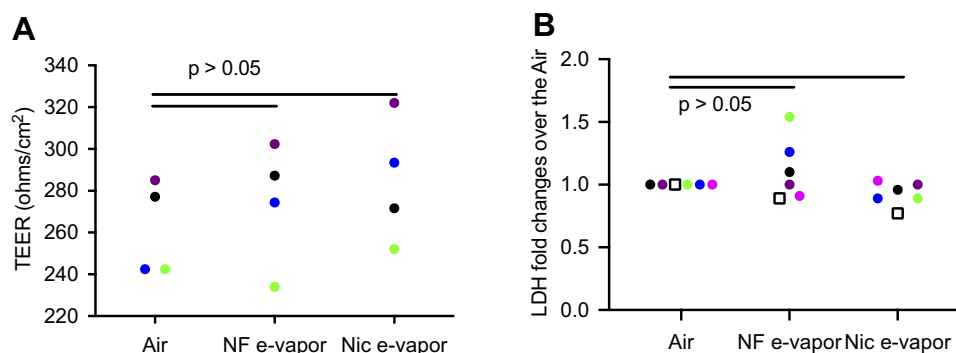 A
TEER (ohms/cm²)
340
320
300
280
260
240
220
p > 0.05
Air
NF e-vapor
Nic e-vapor
B
LDH fold changes over the Air
2.0
1.5
1.0
0.5
0.0
p > 0.05
Air
NF e-vapor
Nic e-vapor